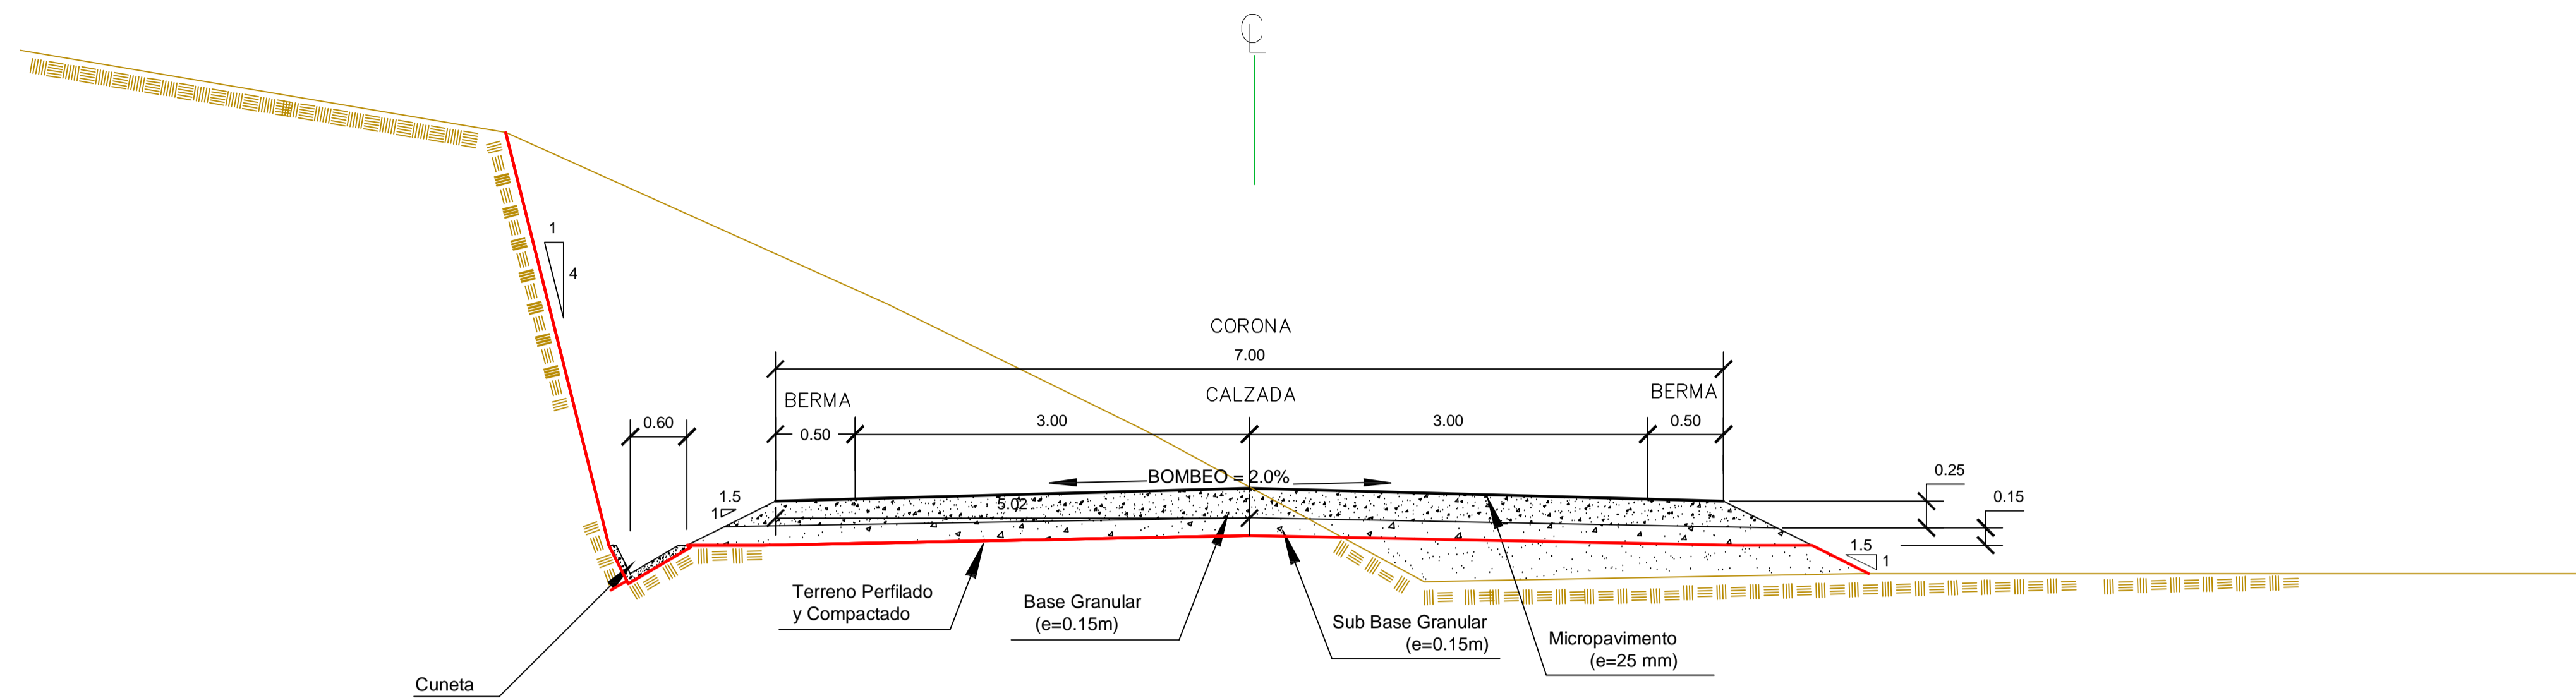 ℄
1
4
CORONA
7.00
BERMA
CALZADA
BERMA
0.60
0.50
3.00
3.00
0.50
BOMBEO = 2.0%
0.25
0.15
1.5
1
5.02
1.5
1
Terreno Perfilado
y Compactado
Base Granular
(e=0.15m)
Sub Base Granular
(e=0.15m)
Micropavimento
(e=25 mm)
Cuneta